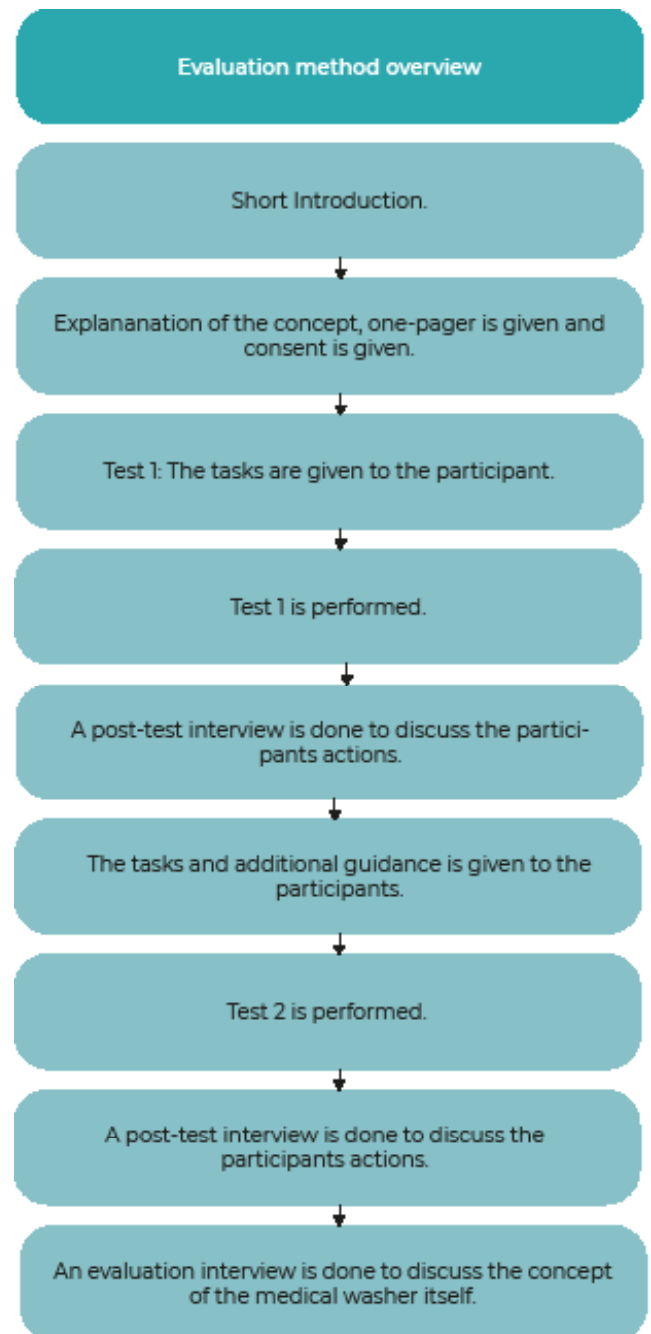 Evaluation method overview
Short Introduction.
Explananation of the concept, one-pager is given and
consent is given.
Test 1: The tasks are given to the participant.
Test 1 is performed.
A post-test interview is done to discuss the partici-
pants actions.
The tasks and additional guidance is given to the
participants.
Test 2 is performed.
A post-test interview is done to discuss the
participants actions.
An evaluation interview is done to discuss the concept
of the medical washer itself.